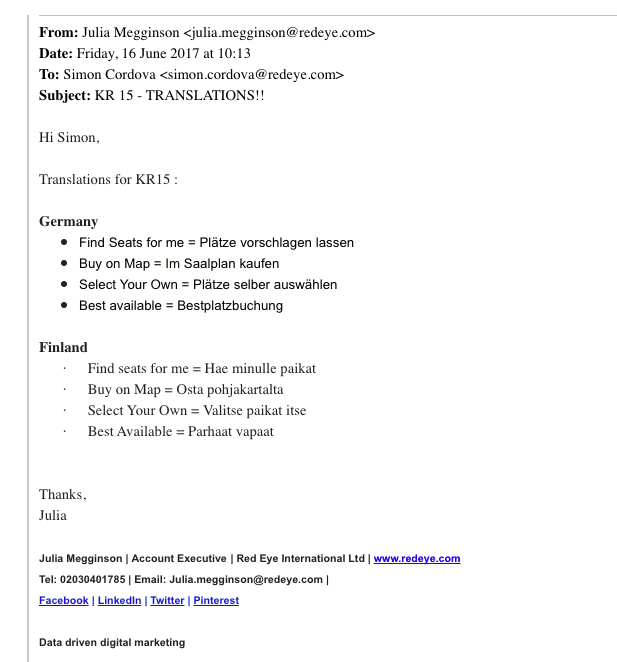 From: Julia Megginson <julia.megginson@redeye.com>
Date: Friday, 16 June 2017 at 10:13
To: Simon Cordova <simon.cordova@redeye.com>
Subject: KR 15 - TRANSLATIONS!!
Hi Simon,
Translations for KR15 :
Germany
• Find Seats for me = Plätze vorschlagen lassen
• Buy on Map = Im Saalplan kaufen
• Select Your Own = Plätze selber auswählen
• Best available = Bestplatzbuchung
Finland
· Find seats for me = Hae minulle paikat
· Buy on Map = Osta pohjakartalta
· Select Your Own = Valitse paikat itse
· Best Available = Parhaat vapaat
Thanks,
Julia
Julia Megginson | Account Executive | Red Eye International Ltd | www.redeye.com
Tel: 02030401785 | Email: Julia.megginson@redeye.com |
Facebook | LinkedIn | Twitter | Pinterest
Data driven digital marketing